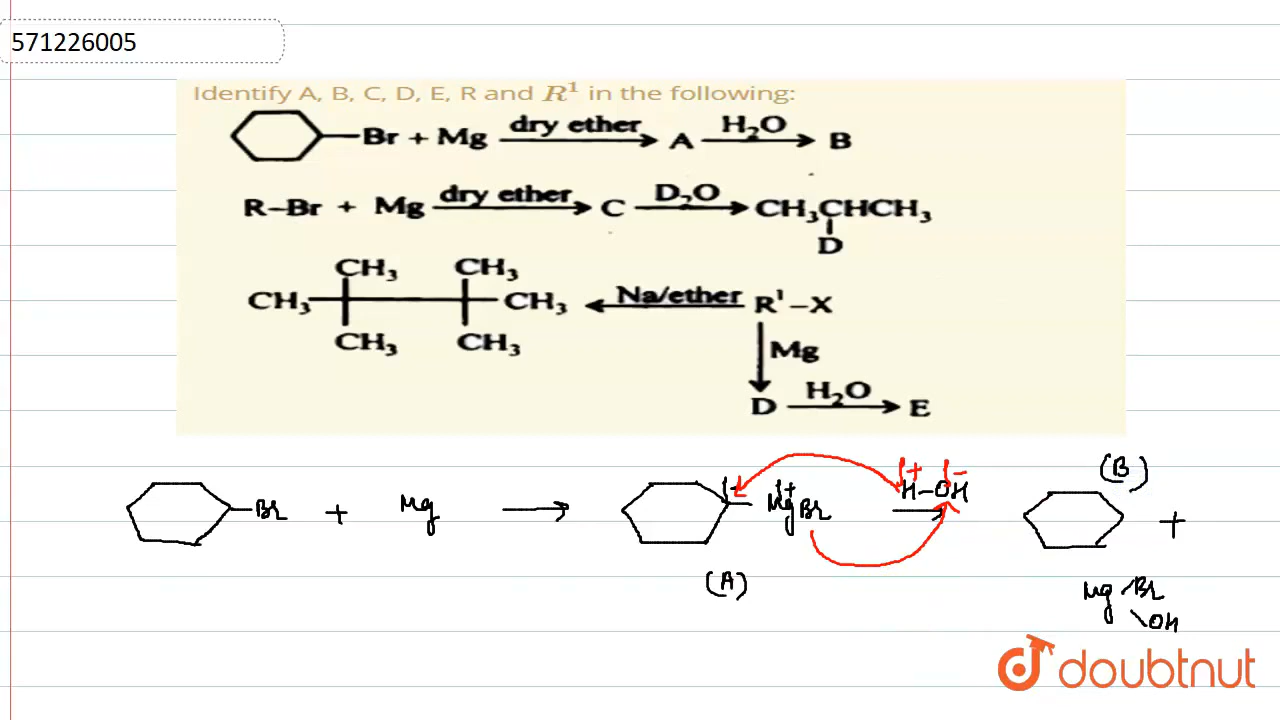 571226005
Identify A, B, C, D, E, R and R¹ in the following:
Br + Mg dry ether A H₂O B
R–Br + Mg dry ether C D₂O CH₃CHCH₃
D
CH₃ CH₃
CH₃ CH₃ Na/ether R¹–X
CH₃ CH₃ Mg
D H₂O E
(B)
Br + Mg δ- δ+ MgBr δ+ δ- H-OH +
(A)
Mg Br
OH
doubtnut